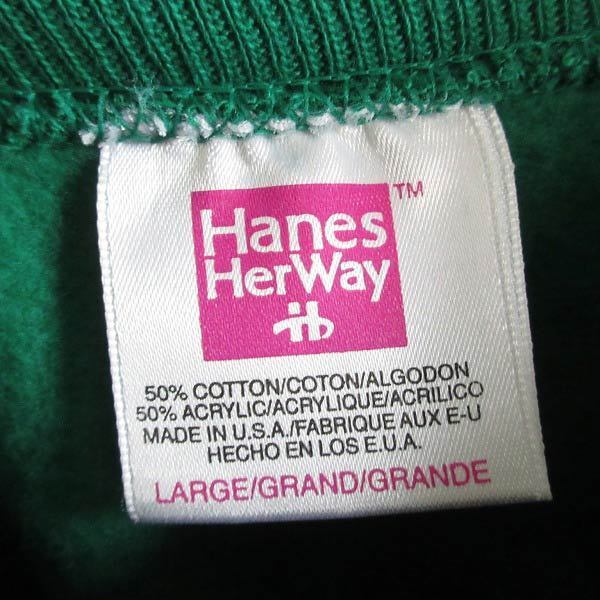 Hanes
HerWay
™
50% COTTON/COTON/ALGODON
50% ACRYLIC/ACRYLIQUE/ACRILICO
MADE IN U.S.A./FABRIQUE AUX E-U
HECHO EN LOS E.U.A.
LARGE/GRAND/GRANDE